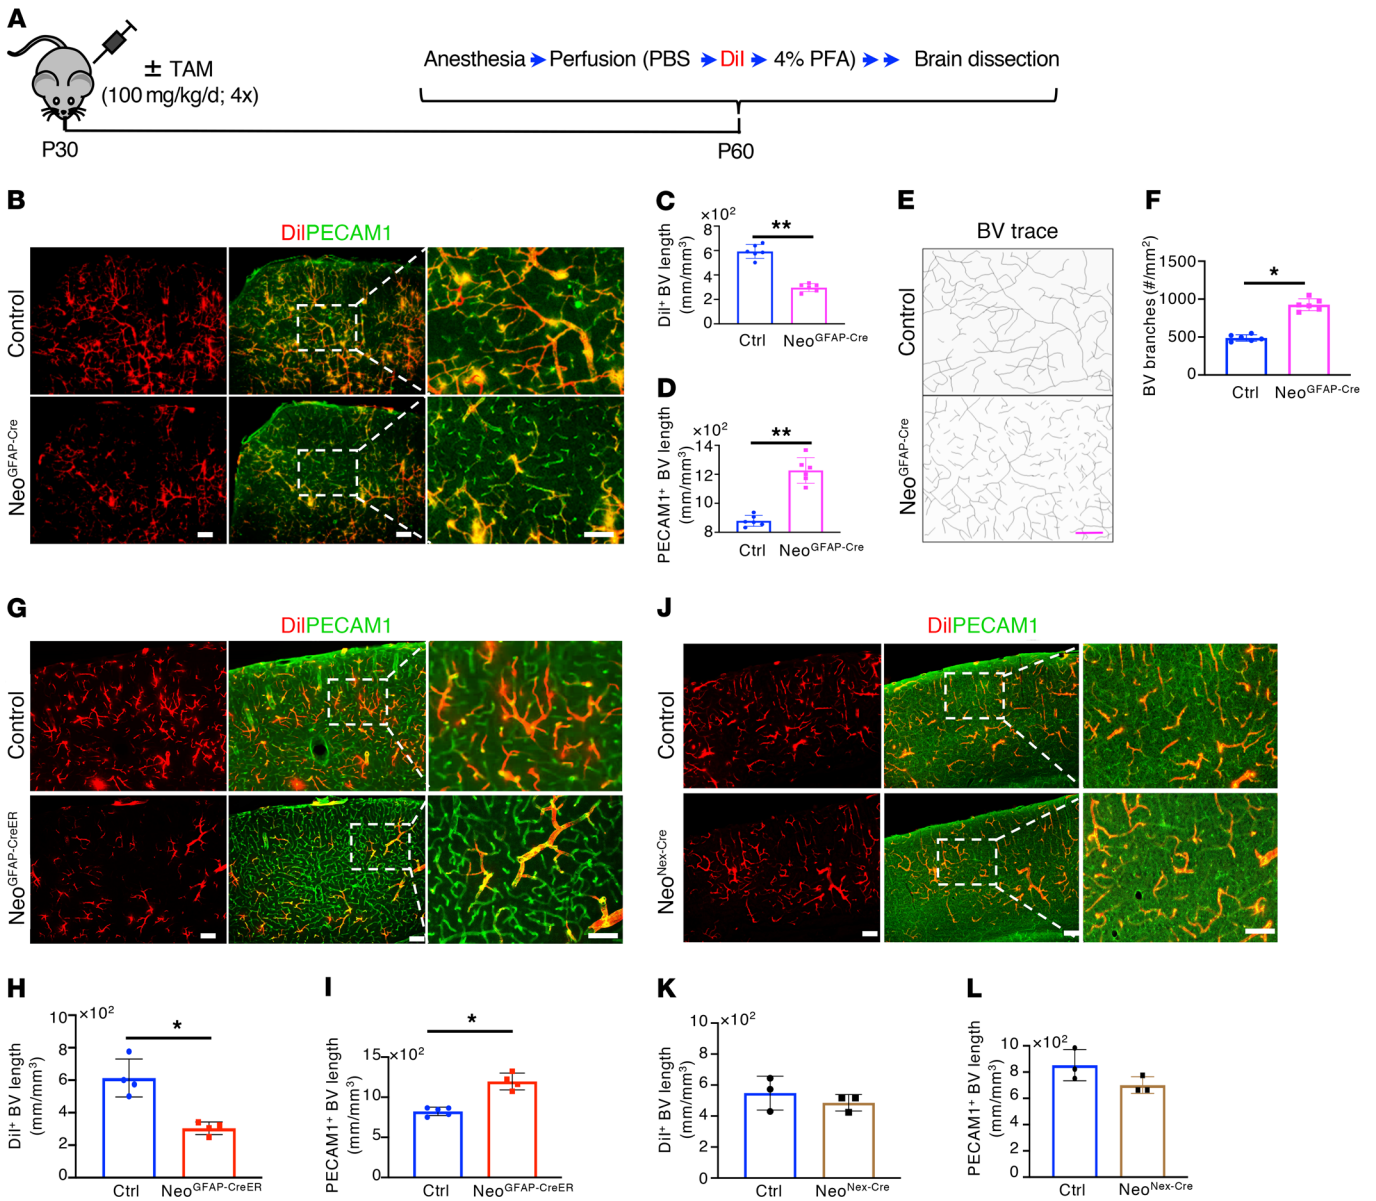 A
± TAM
(100 mg/kg/d; 4x)
Anesthesia Perfusion (PBS DiI 4% PFA) Brain dissection
P30
P60
B
DiIPECAM1
Control
Neo^GFAP-Cre
C
×10²
DiI⁺ BV length
(mm/mm³)
8
6
4
2
0
**
Ctrl
Neo^GFAP-Cre
D
×10²
PECAM1⁺ BV length
(mm/mm³)
14
12
10
8
**
Ctrl
Neo^GFAP-Cre
E
BV trace
Control
Neo^GFAP-Cre
F
BV branches (#/mm²)
1500
1000
500
0
*
Ctrl
Neo^GFAP-Cre
G
DiIPECAM1
Control
Neo^GFAP-CreER
J
DiIPECAM1
Control
Neo^Nex-Cre
H
×10²
DiI⁺ BV length
(mm/mm³)
10
8
6
4
2
0
*
Ctrl
Neo^GFAP-CreER
I
×10²
PECAM1⁺ BV length
(mm/mm³)
15
10
5
0
*
Ctrl
Neo^GFAP-CreER
K
×10²
DiI⁺ BV length
(mm/mm³)
10
8
6
4
2
0
Ctrl
Neo^Nex-Cre
L
×10²
PECAM1⁺ BV length
(mm/mm³)
10
8
6
4
2
0
Ctrl
Neo^Nex-Cre